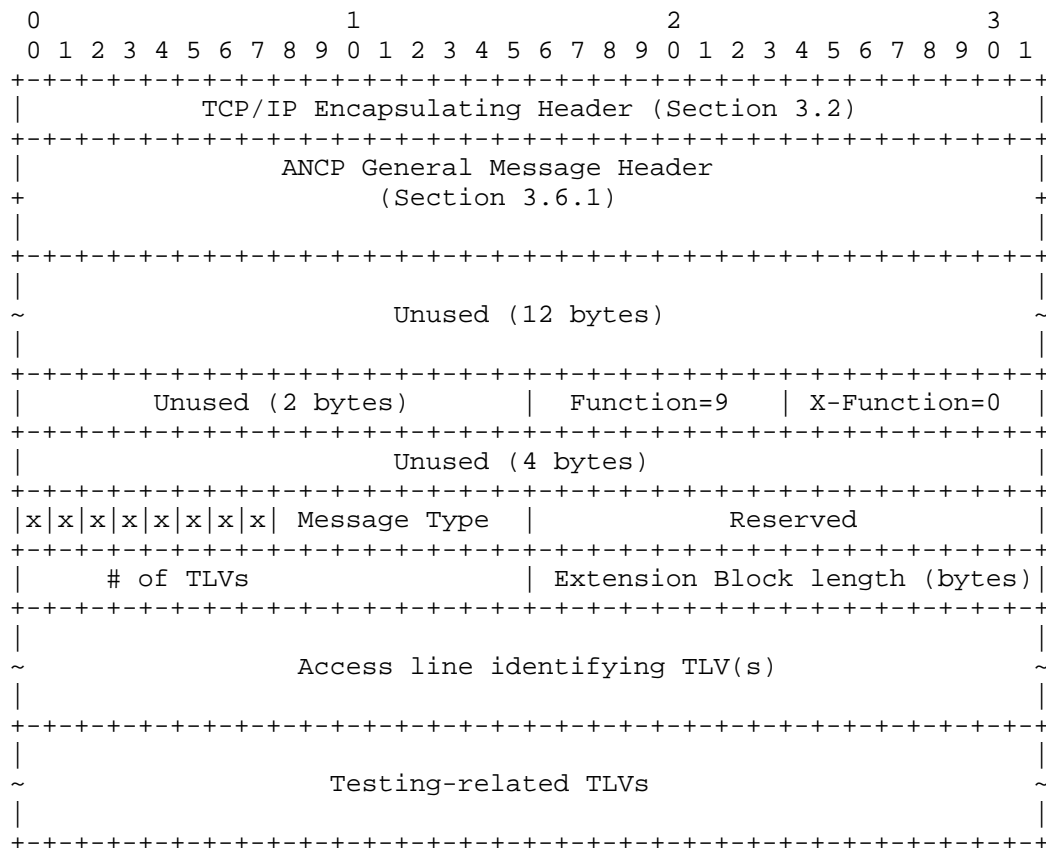 0                   1                   2                   3
 0 1 2 3 4 5 6 7 8 9 0 1 2 3 4 5 6 7 8 9 0 1 2 3 4 5 6 7 8 9 0 1
+-+-+-+-+-+-+-+-+-+-+-+-+-+-+-+-+-+-+-+-+-+-+-+-+-+-+-+-+-+-+-+-+
|           TCP/IP Encapsulating Header (Section 3.2)           |
+-+-+-+-+-+-+-+-+-+-+-+-+-+-+-+-+-+-+-+-+-+-+-+-+-+-+-+-+-+-+-+-+
|                ANCP General Message Header                    |
+                      (Section 3.6.1)                          +
|                                                               |
+-+-+-+-+-+-+-+-+-+-+-+-+-+-+-+-+-+-+-+-+-+-+-+-+-+-+-+-+-+-+-+-+
|                                                               |
~                       Unused (12 bytes)                       ~
|                                                               |
+-+-+-+-+-+-+-+-+-+-+-+-+-+-+-+-+-+-+-+-+-+-+-+-+-+-+-+-+-+-+-+-+
|        Unused (2 bytes)       |  Function=9   | X-Function=0  |
+-+-+-+-+-+-+-+-+-+-+-+-+-+-+-+-+-+-+-+-+-+-+-+-+-+-+-+-+-+-+-+-+
|                       Unused (4 bytes)                        |
+-+-+-+-+-+-+-+-+-+-+-+-+-+-+-+-+-+-+-+-+-+-+-+-+-+-+-+-+-+-+-+-+
|x|x|x|x|x|x|x|x| Message Type  |            Reserved           |
+-+-+-+-+-+-+-+-+-+-+-+-+-+-+-+-+-+-+-+-+-+-+-+-+-+-+-+-+-+-+-+-+
|     # of TLVs                 | Extension Block length (bytes)|
+-+-+-+-+-+-+-+-+-+-+-+-+-+-+-+-+-+-+-+-+-+-+-+-+-+-+-+-+-+-+-+-+
|                                                               |
~                 Access line identifying TLV(s)                ~
|                                                               |
+-+-+-+-+-+-+-+-+-+-+-+-+-+-+-+-+-+-+-+-+-+-+-+-+-+-+-+-+-+-+-+-+
|                                                               |
~                   Testing-related TLVs                        ~
|                                                               |
+-+-+-+-+-+-+-+-+-+-+-+-+-+-+-+-+-+-+-+-+-+-+-+-+-+-+-+-+-+-+-+-+